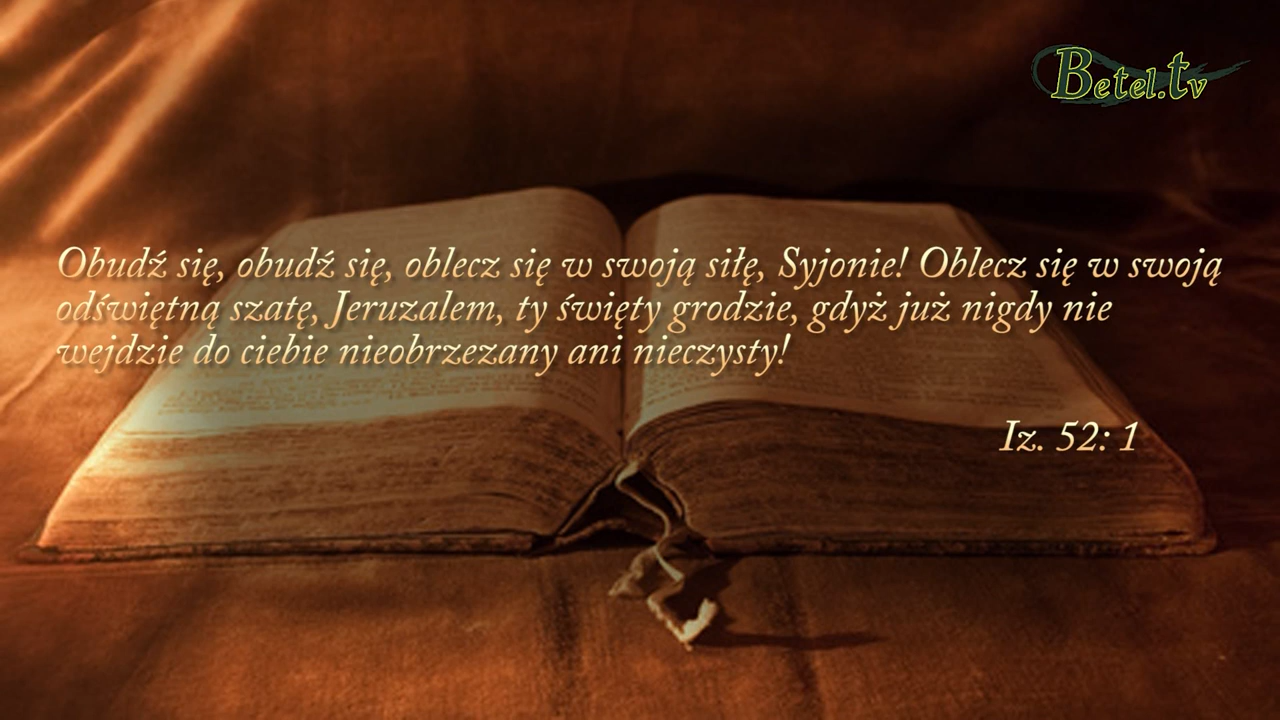 Betel.tv
Obudź się, obudź się, oblecz się w swoją siłę, Syjonie! Oblecz się w swoją
odświętną szatę, Jeruzalem, ty święty grodzie, gdyż już nigdy nie
wejdzie do ciebie nieobrzezany ani nieczysty!
Iz. 52: 1